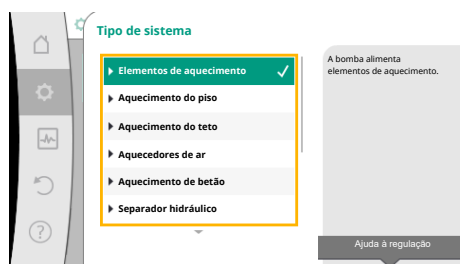 Tipo de sistema
Elementos de aquecimento
Aquecimento do piso
Aquecimento do teto
Aquecedores de ar
Aquecimento de betão
Separador hidráulico
A bomba alimenta
elementos de aquecimento.
Ajuda à regulação